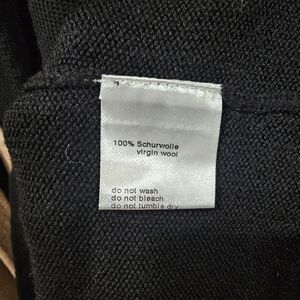 100% Schurwolle
virgin wool
do not wash
do not bleach
do not tumble dry